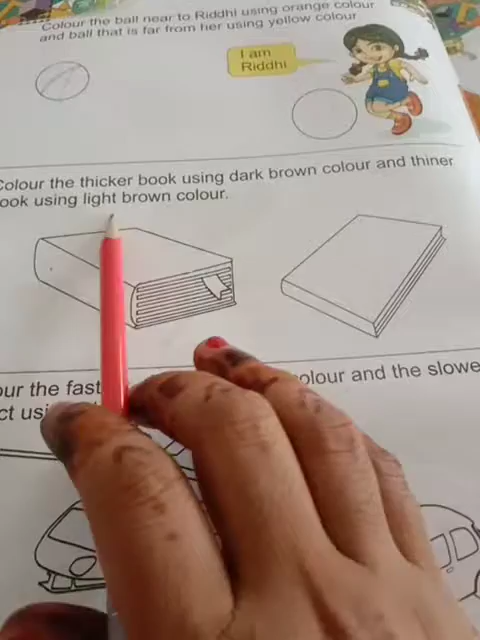 Colour the ball near to Riddhi using orange colour
and ball that is far from her using yellow colour
I am
Riddhi
Colour the thicker book using dark brown colour and thiner
ook using light brown colour.
our the fast olour and the slowe
ct usi